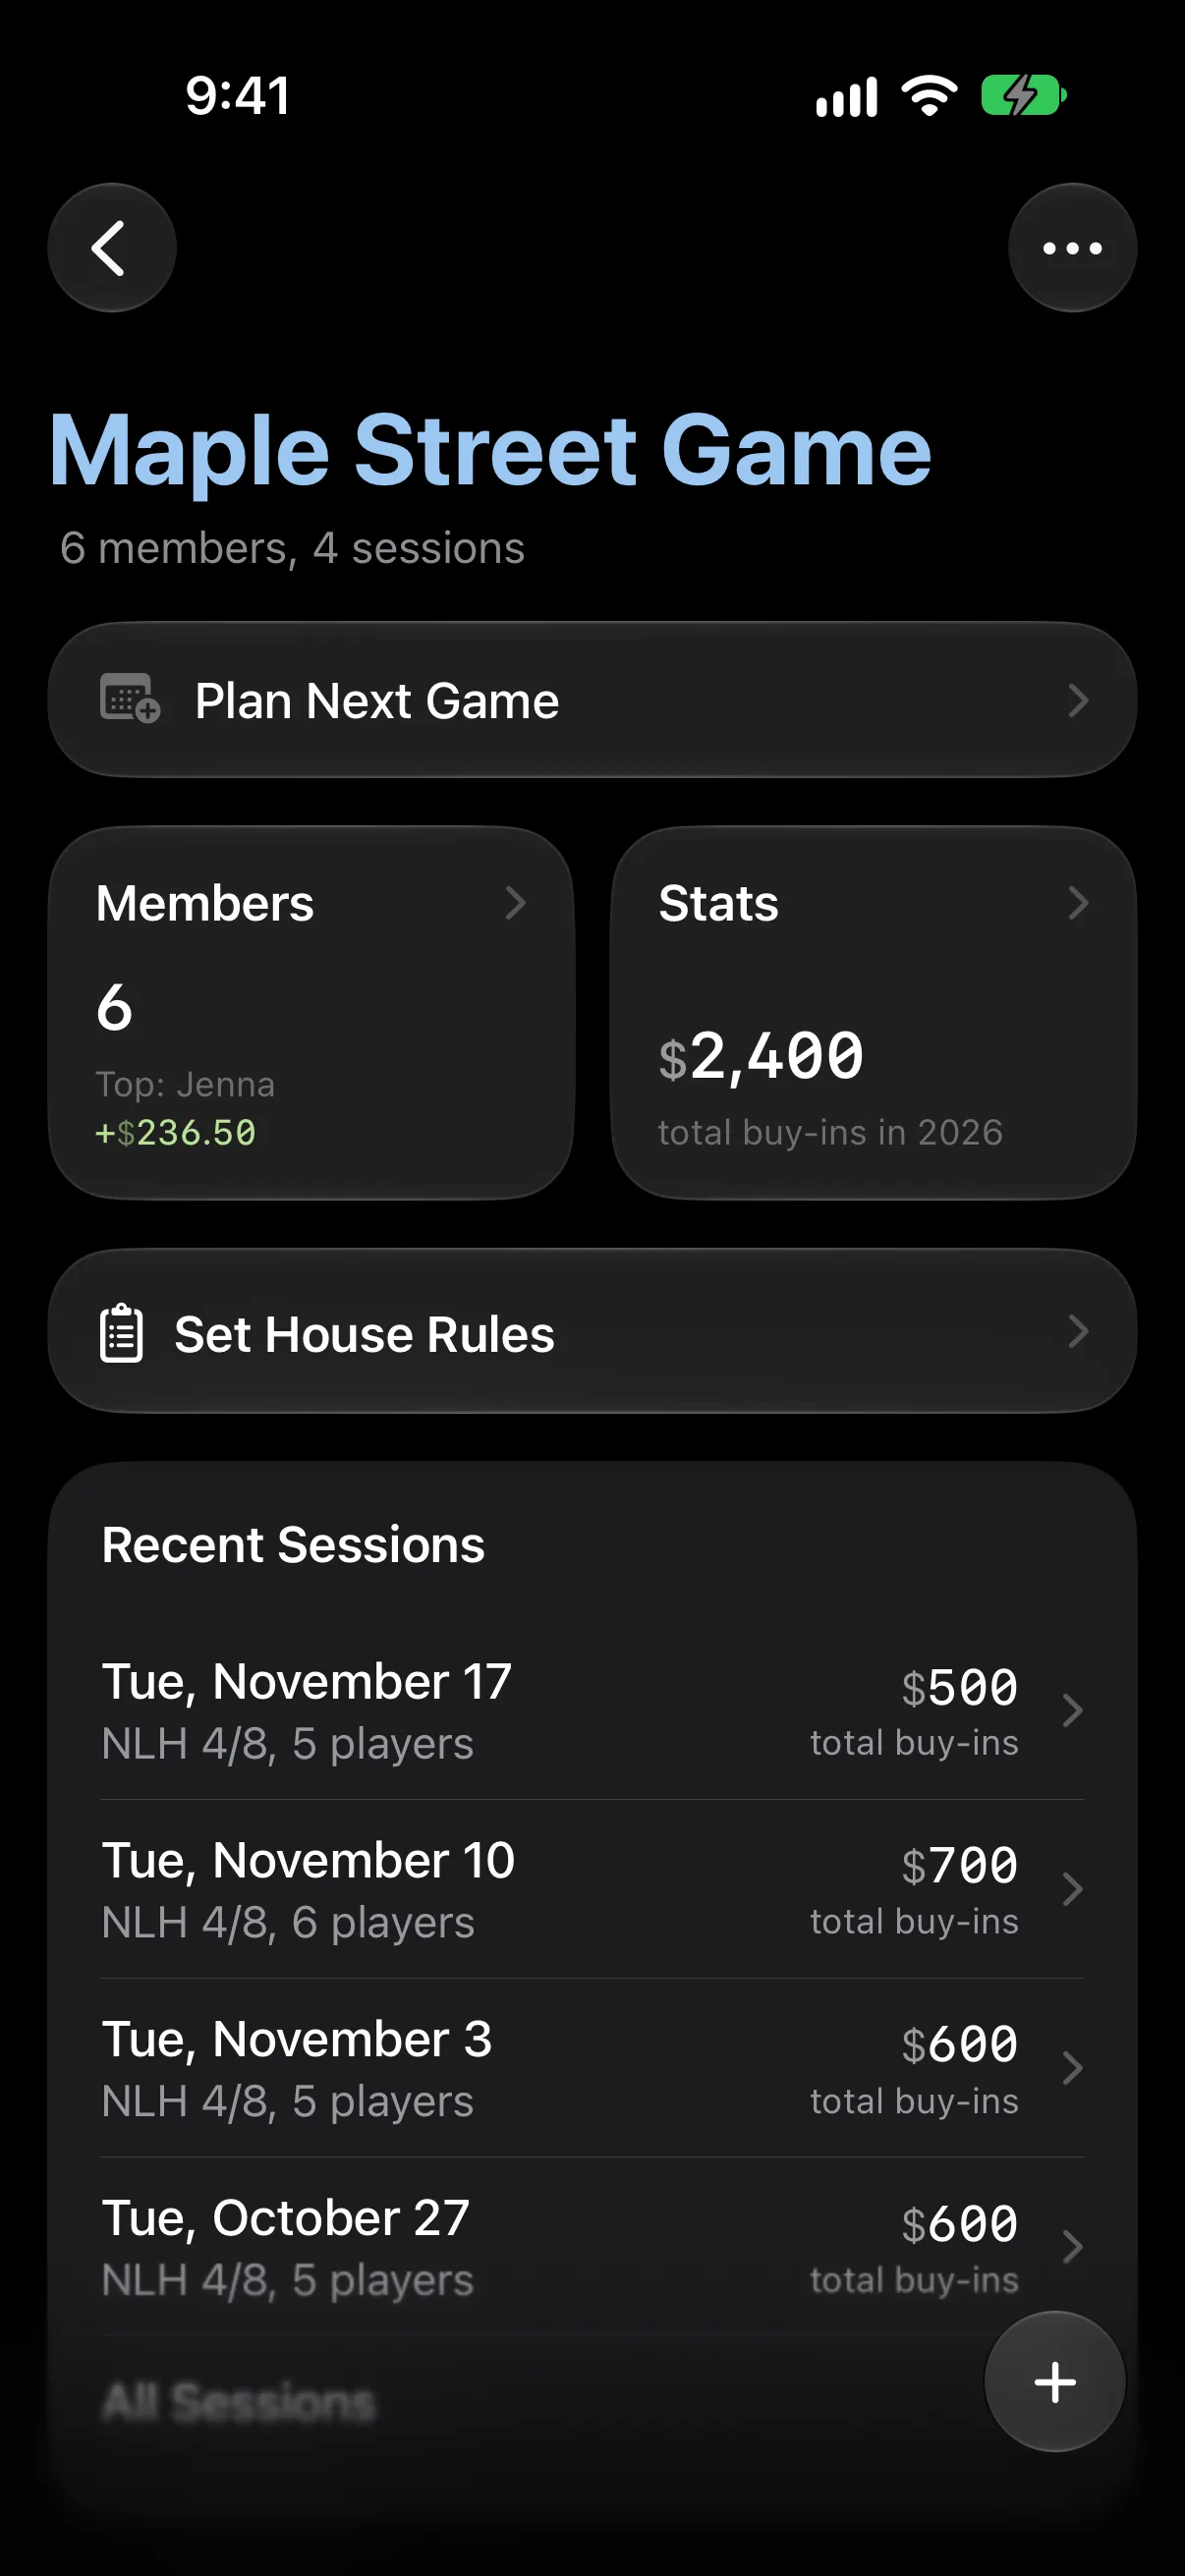 9:41
Maple Street Game
6 members, 4 sessions
Plan Next Game
Members
6
Top: Jenna
+$236.50
Stats
$2,400
total buy-ins in 2026
Set House Rules
Recent Sessions
Tue, November 17
NLH 4/8, 5 players
$500
total buy-ins
Tue, November 10
NLH 4/8, 6 players
$700
total buy-ins
Tue, November 3
NLH 4/8, 5 players
$600
total buy-ins
Tue, October 27
NLH 4/8, 5 players
$600
total buy-ins
All Sessions